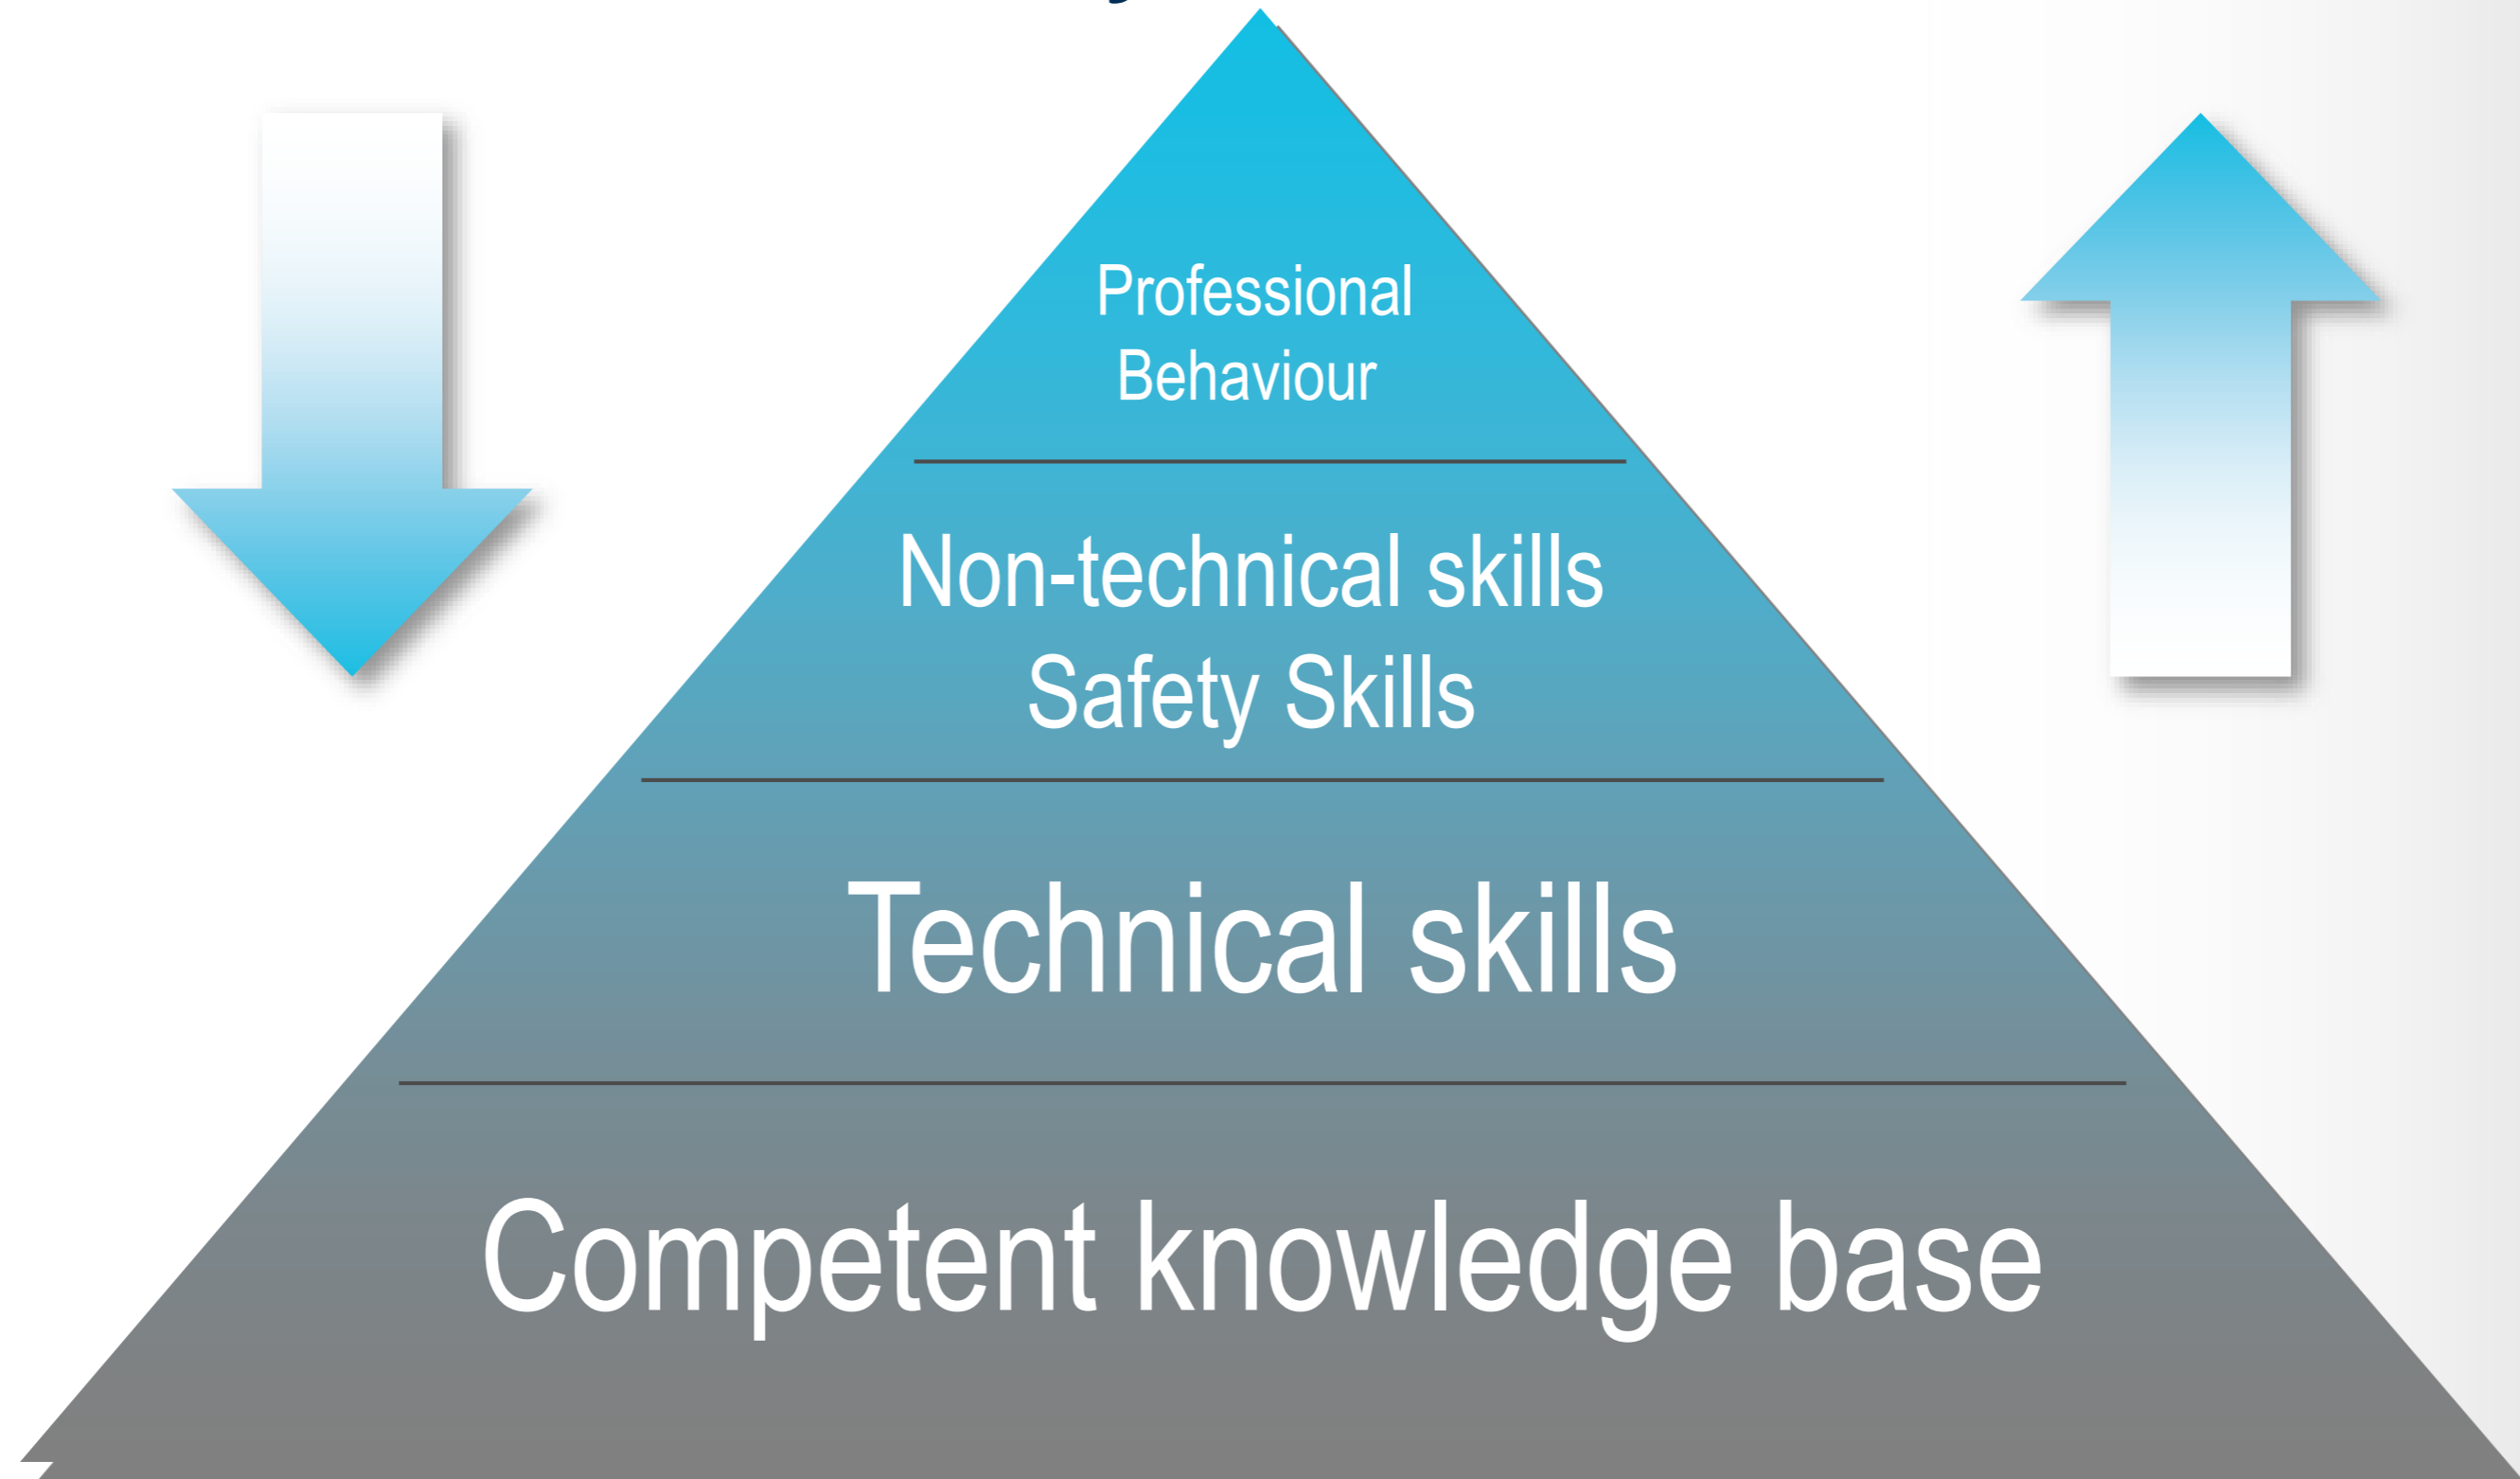 Professional
Behaviour
Non-technical skills
Safety Skills
Technical skills
Competent knowledge base